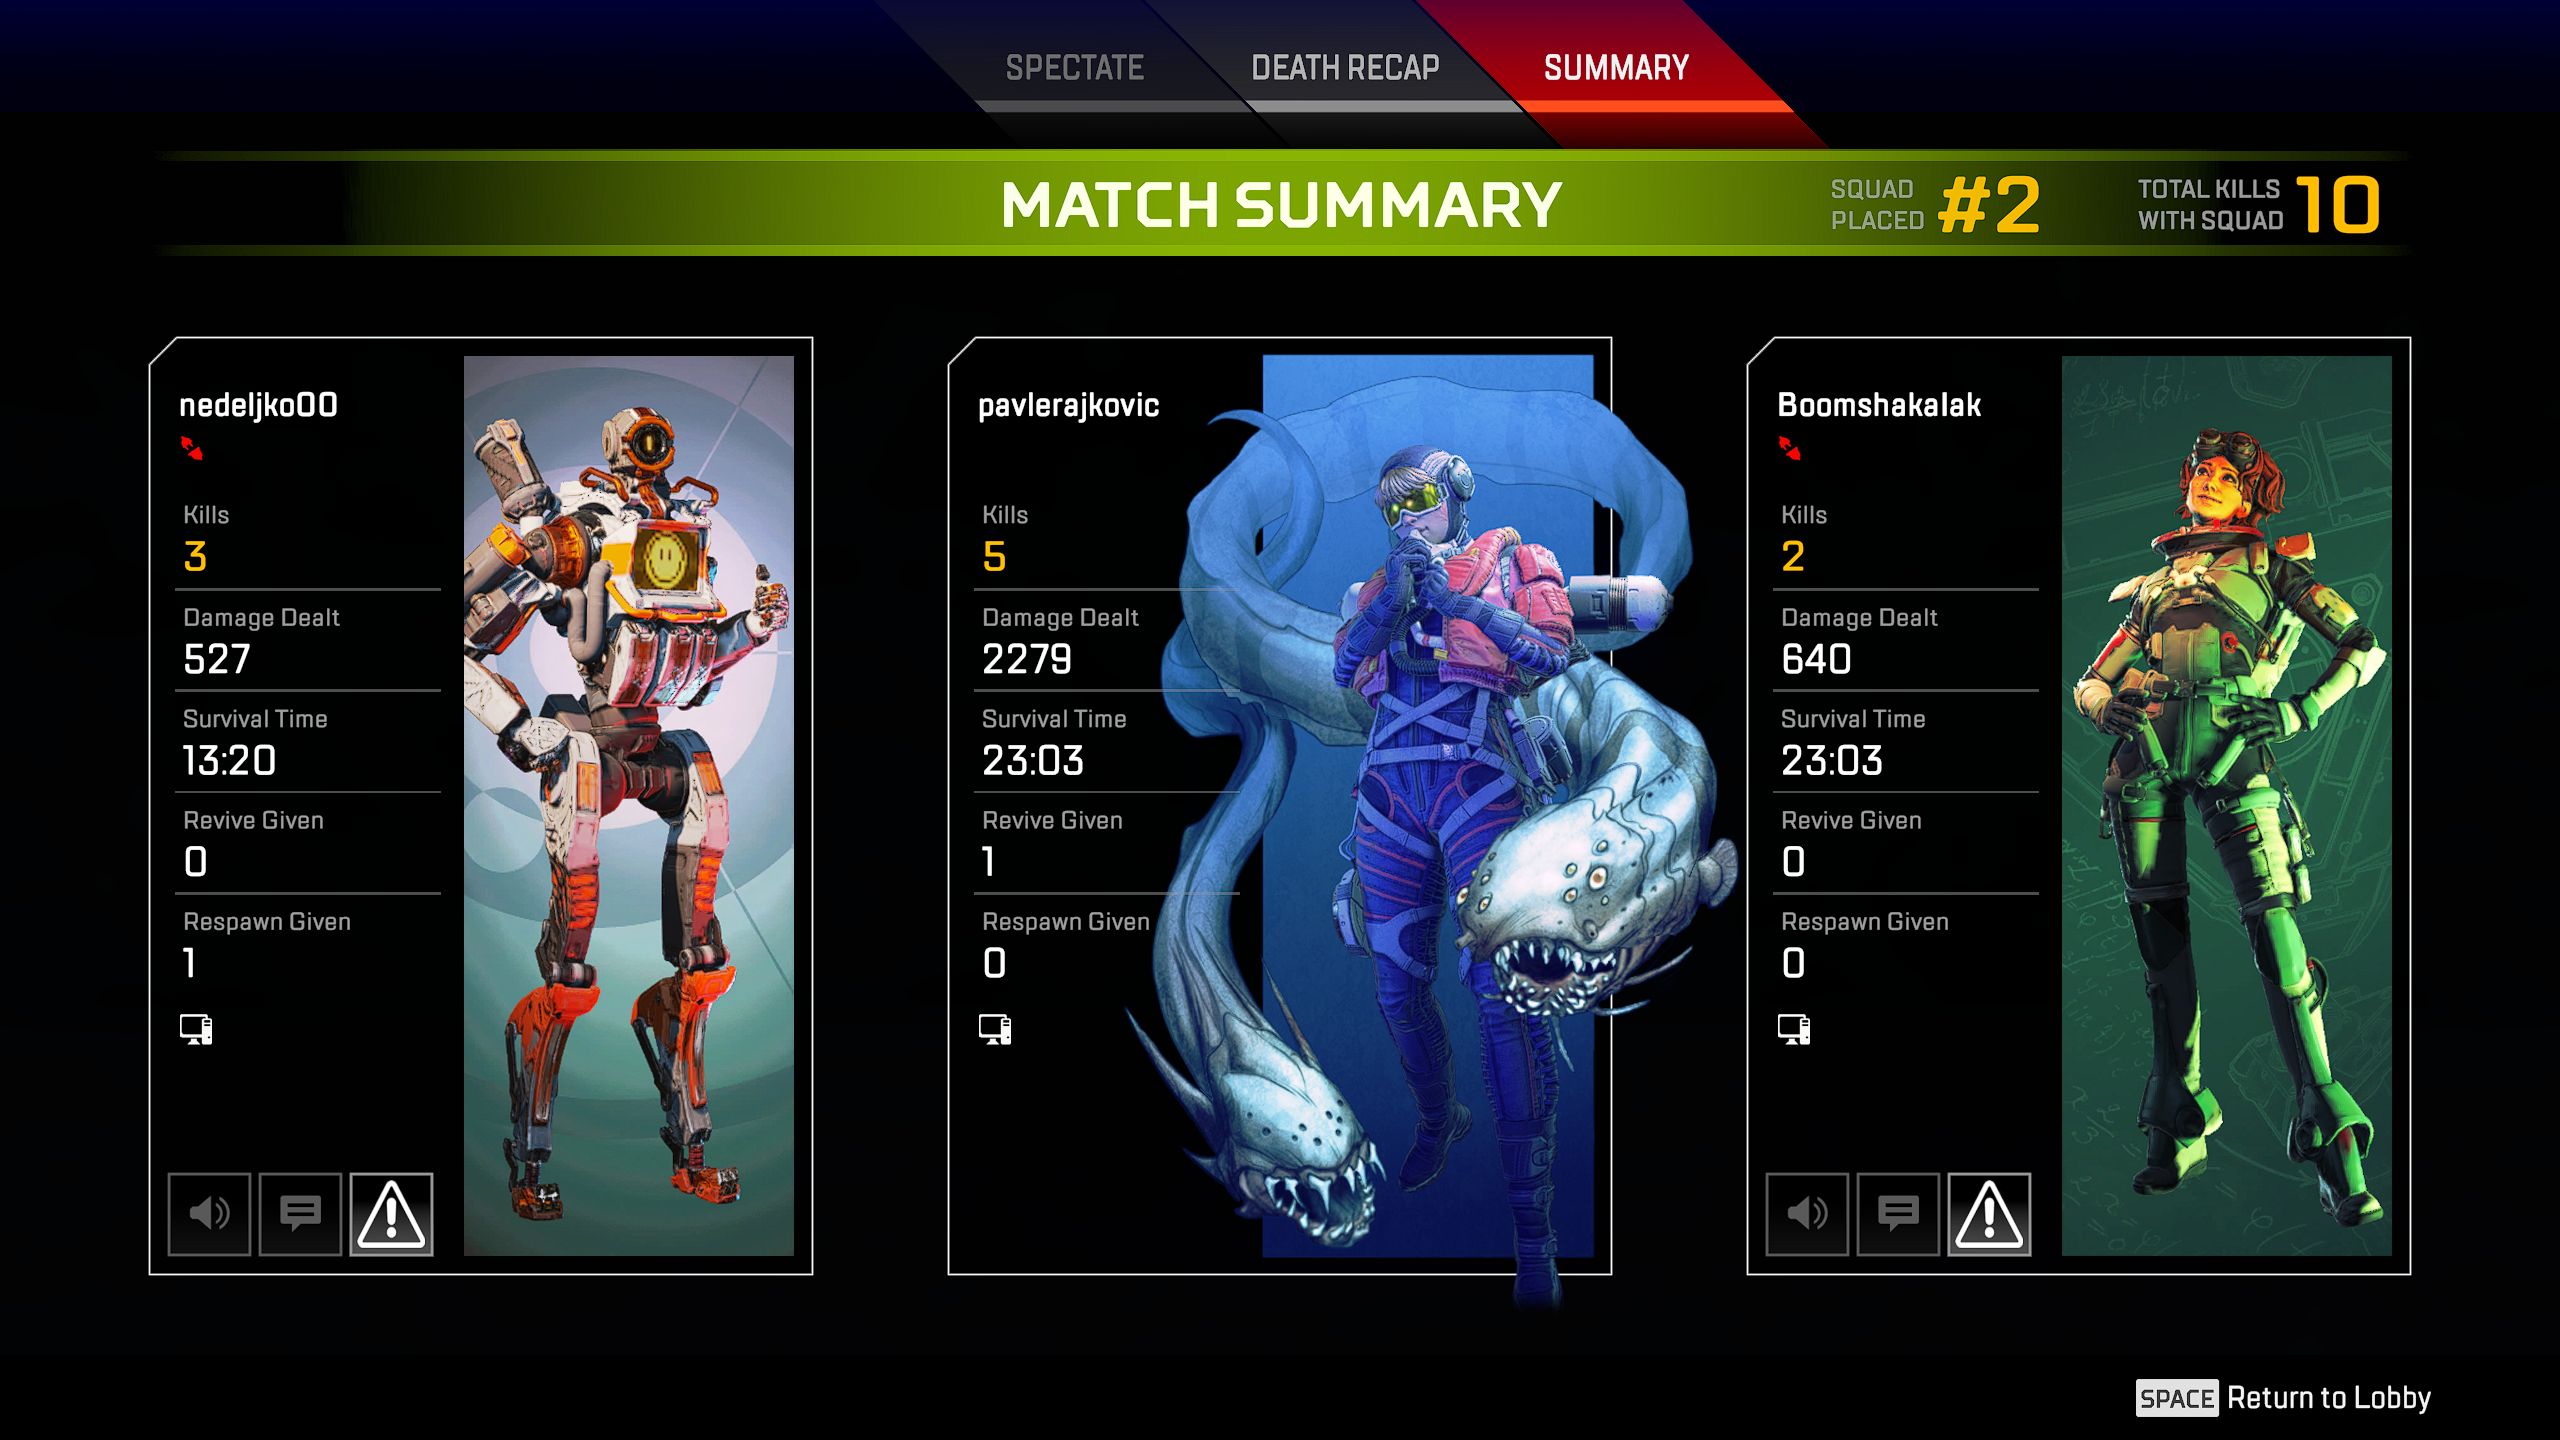 SPECTATE
DEATH RECAP
SUMMARY
MATCH SUMMARY
SQUAD
PLACED
#2
TOTAL KILLS
WITH SQUAD
10
nedeljko00
Kills
3
Damage Dealt
527
Survival Time
13:20
Revive Given
0
Respawn Given
1
pavlerajkovic
Kills
5
Damage Dealt
2279
Survival Time
23:03
Revive Given
1
Respawn Given
0
Boomshakalak
Kills
2
Damage Dealt
640
Survival Time
23:03
Revive Given
0
Respawn Given
0
SPACE Return to Lobby